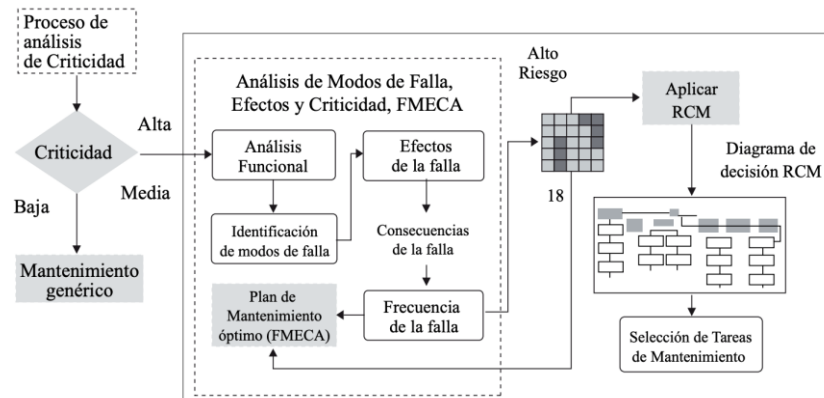 Proceso de
análisis
de Criticidad
Criticidad
Alta
Media
Baja
Mantenimiento
genérico
Análisis de Modos de Falla,
Efectos y Criticidad, FMECA
Análisis
Funcional
Identificación
de modos de falla
Efectos
de la falla
Consecuencias
de la falla
Frecuencia
de la falla
Plan de
Mantenimiento
óptimo (FMECA)
Alto
Riesgo
18
Aplicar
RCM
Diagrama de
decisión RCM
Selección de Tareas
de Mantenimiento